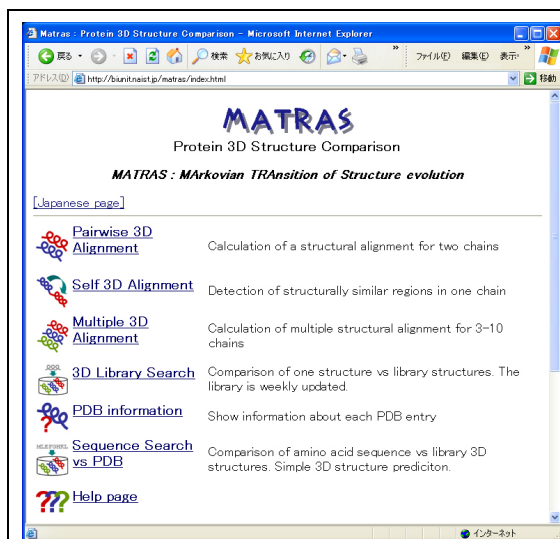 Matras : Protein 3D Structure Comparison - Microsoft Internet Explorer
戻る 検索 お気に入り » ファイル(F) 編集(E) 表示 »
アドレス(D) http://biunit.naist.jp/matras/index.html 移動
MATRAS
Protein 3D Structure Comparison
MATRAS : MArkovian TRAnsition of Structure evolution
[Japanese page]
Pairwise 3D
Alignment
Calculation of a structural alignment for two chains
Self 3D Alignment
Detection of structurally similar regions in one chain
Multiple 3D
Alignment
Calculation of multiple structural alignment for 3-10
chains
3D Library Search
Comparison of one structure vs library structures. The
library is weekly updated.
PDB information
Show information about each PDB entry
Sequence Search
vs PDB
Comparison of amino acid sequence vs library 3D
structures. Simple 3D structure prediciton.
??? Help page
インターネット